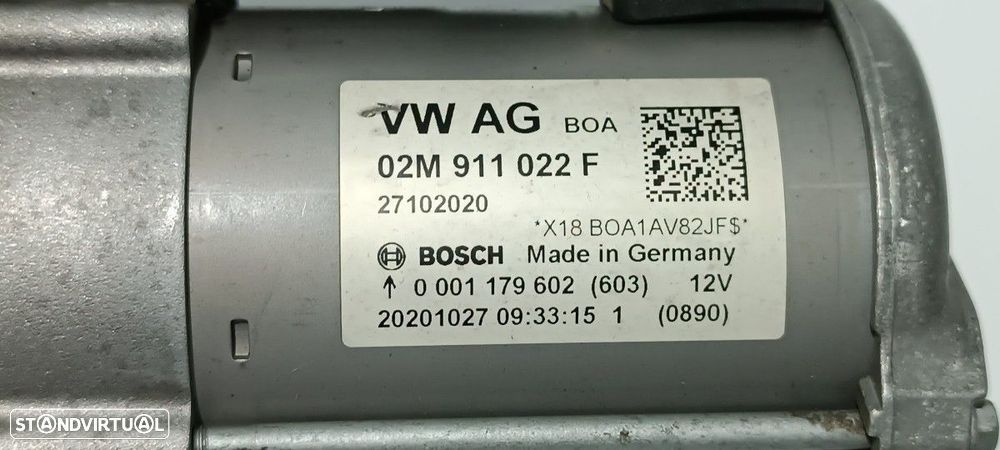 VW AG BOA
02M 911 022 F
27102020
*X18 BOA1AV82JF$*
BOSCH Made in Germany
↑ 0 001 179 602 (603) 12V
20201027 09:33:15 1 (0890)
STANDVIRTUAL